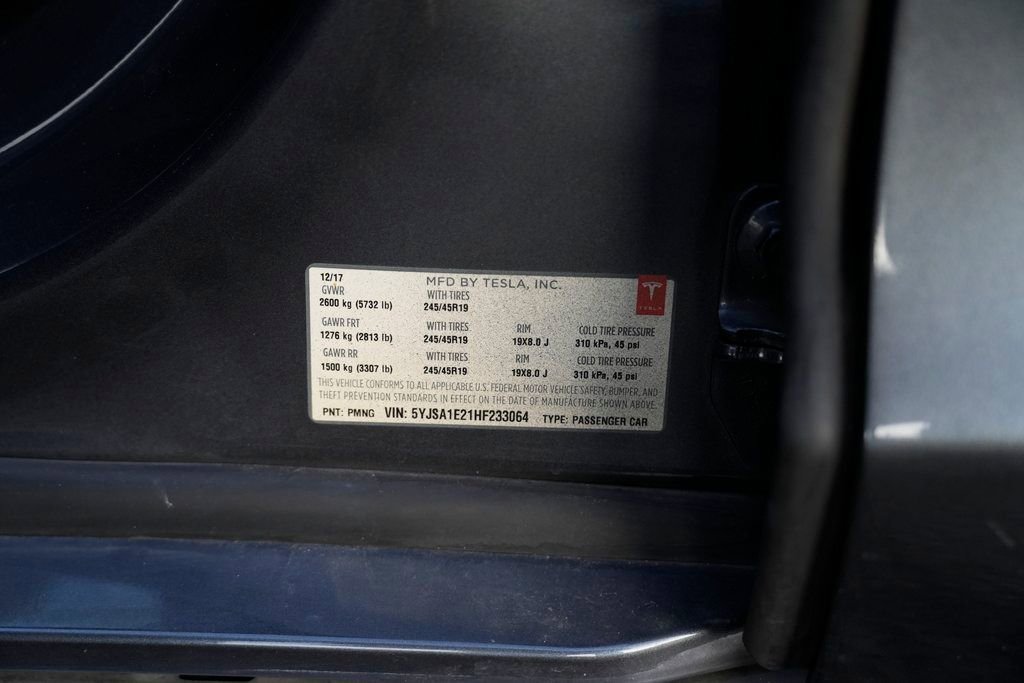 12/17 MFD BY TESLA, INC.
GVWR WITH TIRES
2600 kg (5732 lb) 245/45R19
TESLA
GAWR FRT WITH TIRES RIM COLD TIRE PRESSURE
1276 kg (2813 lb) 245/45R19 19X8.0 J 310 kPa, 45 psi
GAWR RR WITH TIRES RIM COLD TIRE PRESSURE
1500 kg (3307 lb) 245/45R19 19X8.0 J 310 kPa, 45 psi
THIS VEHICLE CONFORMS TO ALL APPLICABLE U.S. FEDERAL MOTOR VEHICLE SAFETY, BUMPER, AND
THEFT PREVENTION STANDARDS IN EFFECT ON THE DATE OF MANUFACTURE SHOWN ABOVE.
PNT: PMNG VIN: 5YJSA1E21HF233064 TYPE: PASSENGER CAR